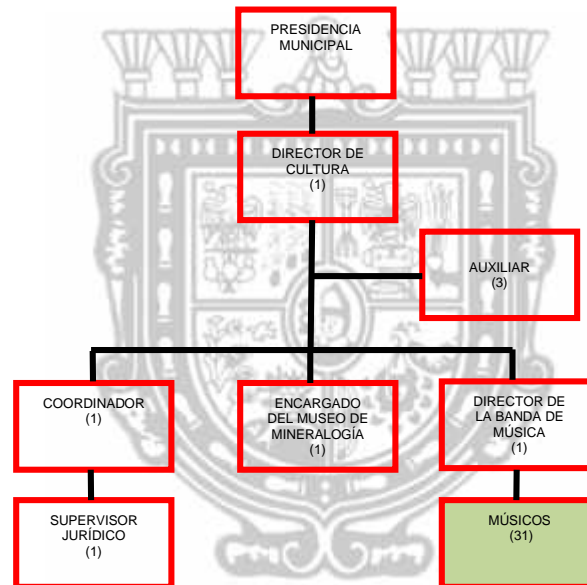 PRESIDENCIA
MUNICIPAL
DIRECTOR DE
CULTURA
(1)
AUXILIAR
(3)
COORDINADOR
(1)
ENCARGADO
DEL MUSEO DE
MINERALOGÍA
(1)
DIRECTOR DE
LA BANDA DE
MÚSICA
(1)
SUPERVISOR
JURÍDICO
(1)
MÚSICOS
(31)